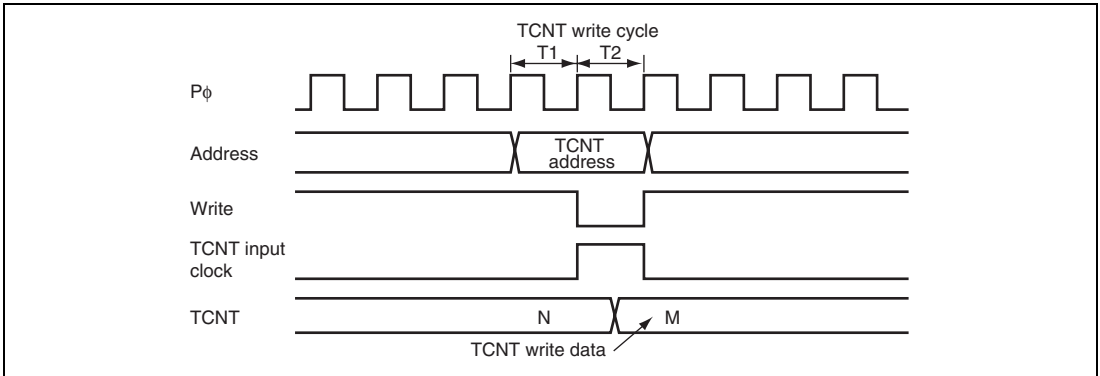 TCNT write cycle
T1 T2
Pφ
Address
TCNT
address
Write
TCNT input
clock
TCNT
N M
TCNT write data